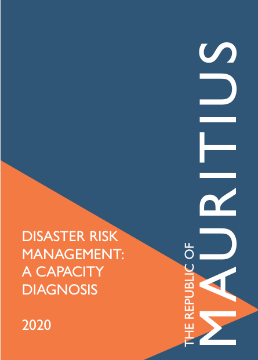 THE REPUBLIC OF
MAURITIUS
DISASTER RISK
MANAGEMENT:
A CAPACITY
DIAGNOSIS
2020